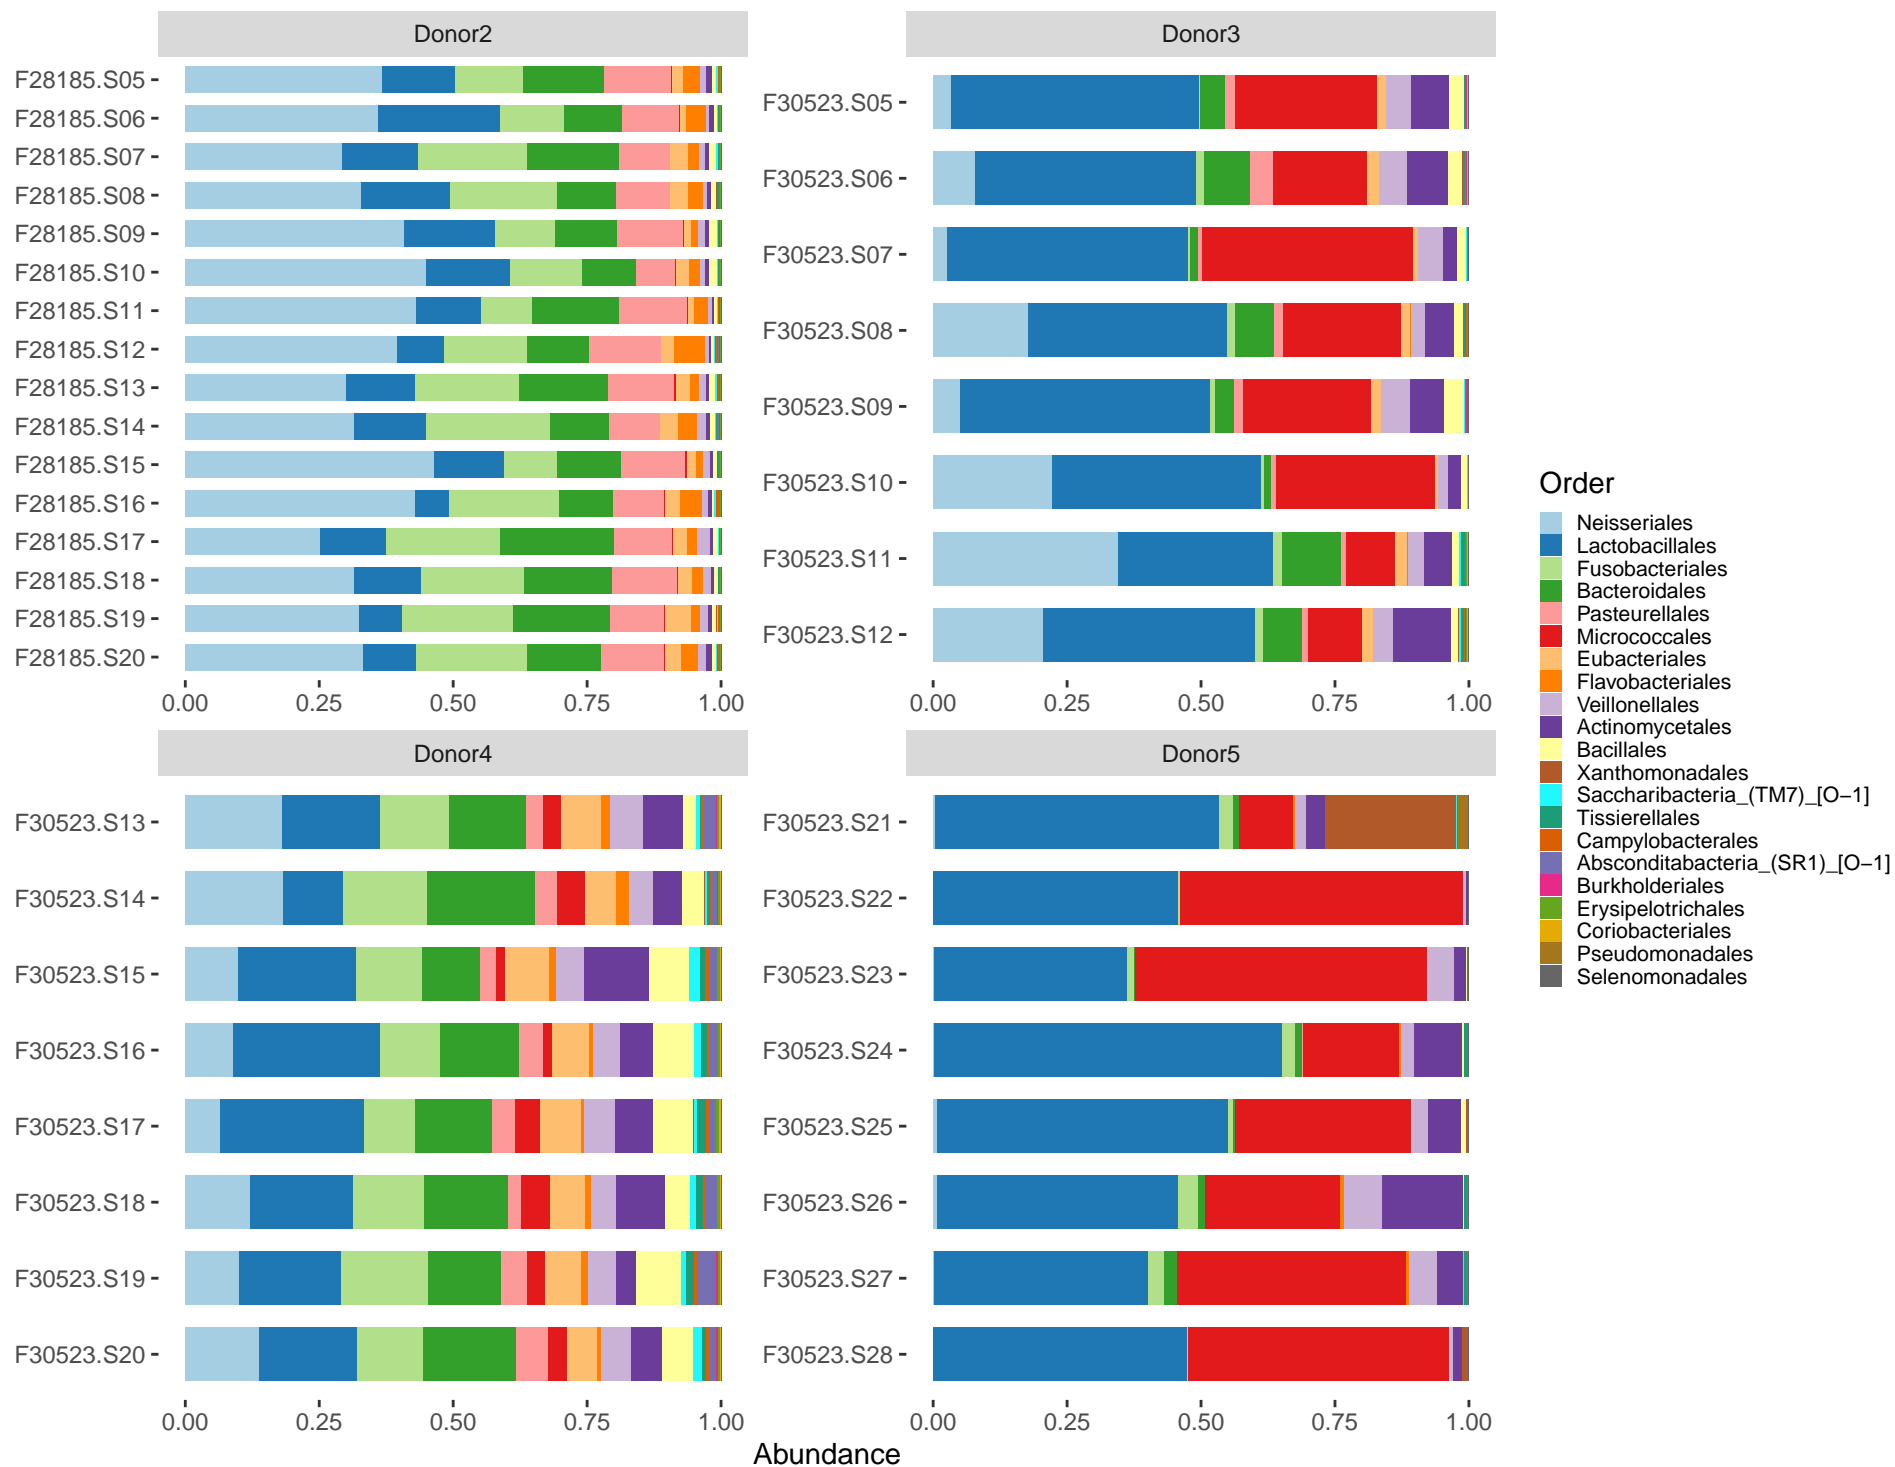 Donor2
F28185.S05
F28185.S06
F28185.S07
F28185.S08
F28185.S09
F28185.S10
F28185.S11
F28185.S12
F28185.S13
F28185.S14
F28185.S15
F28185.S16
F28185.S17
F28185.S18
F28185.S19
F28185.S20
0.00 0.25 0.50 0.75 1.00
Donor3
F30523.S05
F30523.S06
F30523.S07
F30523.S08
F30523.S09
F30523.S10
F30523.S11
F30523.S12
0.00 0.25 0.50 0.75 1.00
Donor4
F30523.S13
F30523.S14
F30523.S15
F30523.S16
F30523.S17
F30523.S18
F30523.S19
F30523.S20
0.00 0.25 0.50 0.75 1.00
Donor5
F30523.S21
F30523.S22
F30523.S23
F30523.S24
F30523.S25
F30523.S26
F30523.S27
F30523.S28
0.00 0.25 0.50 0.75 1.00
Abundance
Order
Neisseriales
Lactobacillales
Fusobacteriales
Bacteroidales
Pasteurellales
Micrococcales
Eubacteriales
Flavobacteriales
Veillonellales
Actinomycetales
Bacillales
Xanthomonadales
Saccharibacteria_(TM7)_[O−1]
Tissierellales
Campylobacterales
Absconditabacteria_(SR1)_[O−1]
Burkholderiales
Erysipelotrichales
Coriobacteriales
Pseudomonadales
Selenomonadales